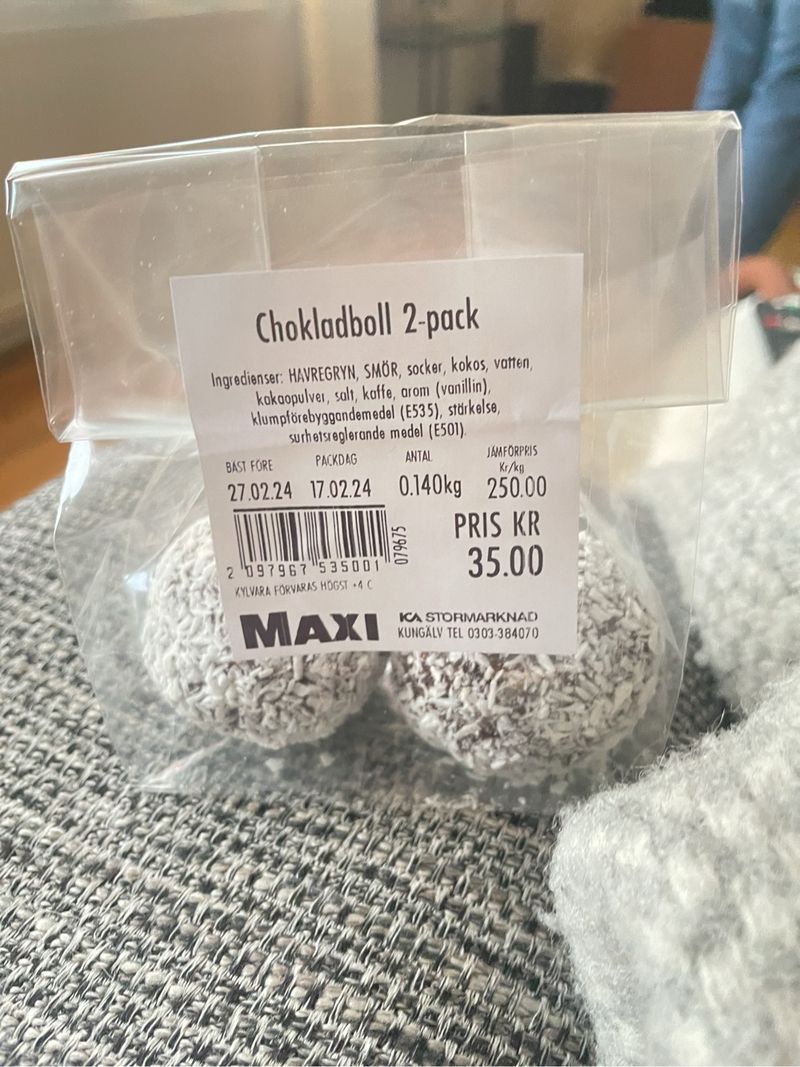 Chokladboll 2-pack
Ingredienser: HAVREGRYN, SMÖR, socker, kokos, vatten,
kakaopulver, salt, kaffe, arom (vanillin),
klumpförebyggandemedel (E535), stärkelse,
surhetsreglerande medel (E501).
BÄST FÖRE PACKDAG ANTAL JÄMFÖRPRIS
Kr/kg
27.02.24 17.02.24 0.140kg 250.00
PRIS KR
35.00
2 097967 535001
079675
KYLVARA FÖRVARAS HÖGST +4 C
MAXI ICA STORMARKNAD
KUNGÄLV TEL 0303-384070